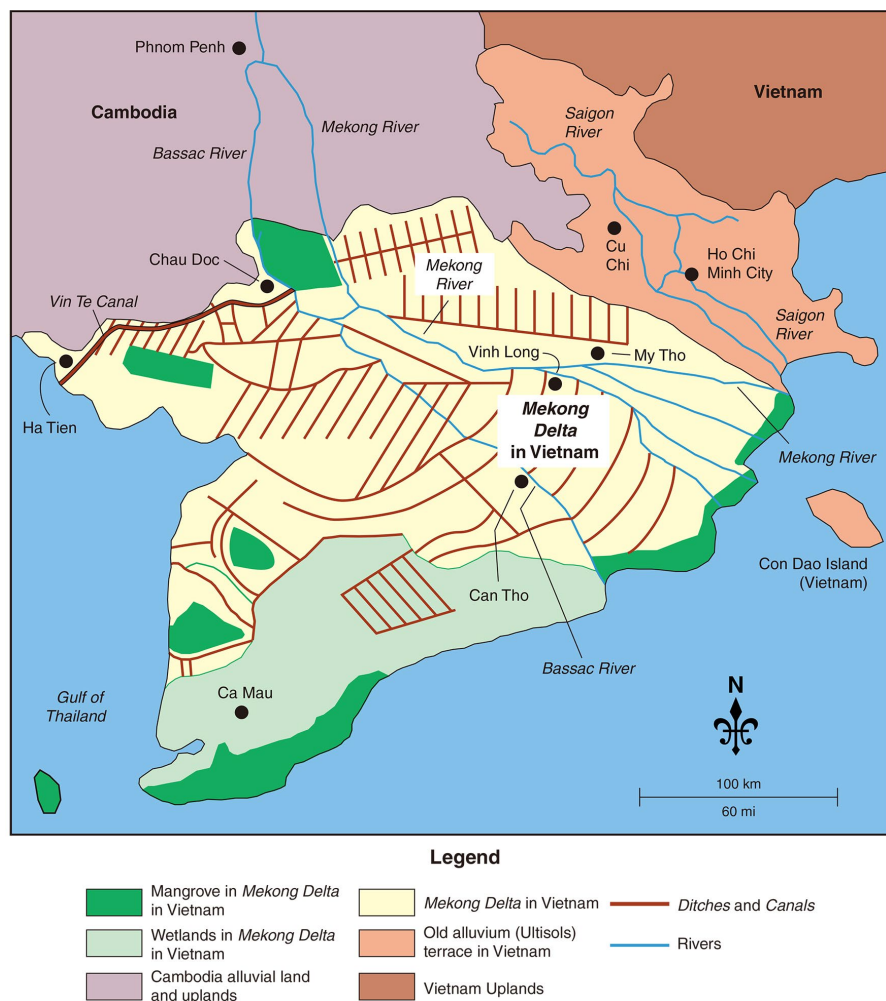 Phnom Penh
Cambodia
Bassac River
Mekong River
Saigon
River
Vietnam
Cu
Chi
Ho Chi
Minh City
Saigon
River
Chau Doc
Vin Te Canal
Mekong
River
Vinh Long
My Tho
Ha Tien
Mekong
Delta
in Vietnam
Mekong River
Con Dao Island
(Vietnam)
Can Tho
Bassac River
Gulf of
Thailand
Ca Mau
N
100 km
60 mi
Legend
Mangrove in Mekong Delta
in Vietnam
Wetlands in Mekong Delta
in Vietnam
Cambodia alluvial land
and uplands
Mekong Delta in Vietnam
Old alluvium (Ultisols)
terrace in Vietnam
Vietnam Uplands
Ditches and Canals
Rivers